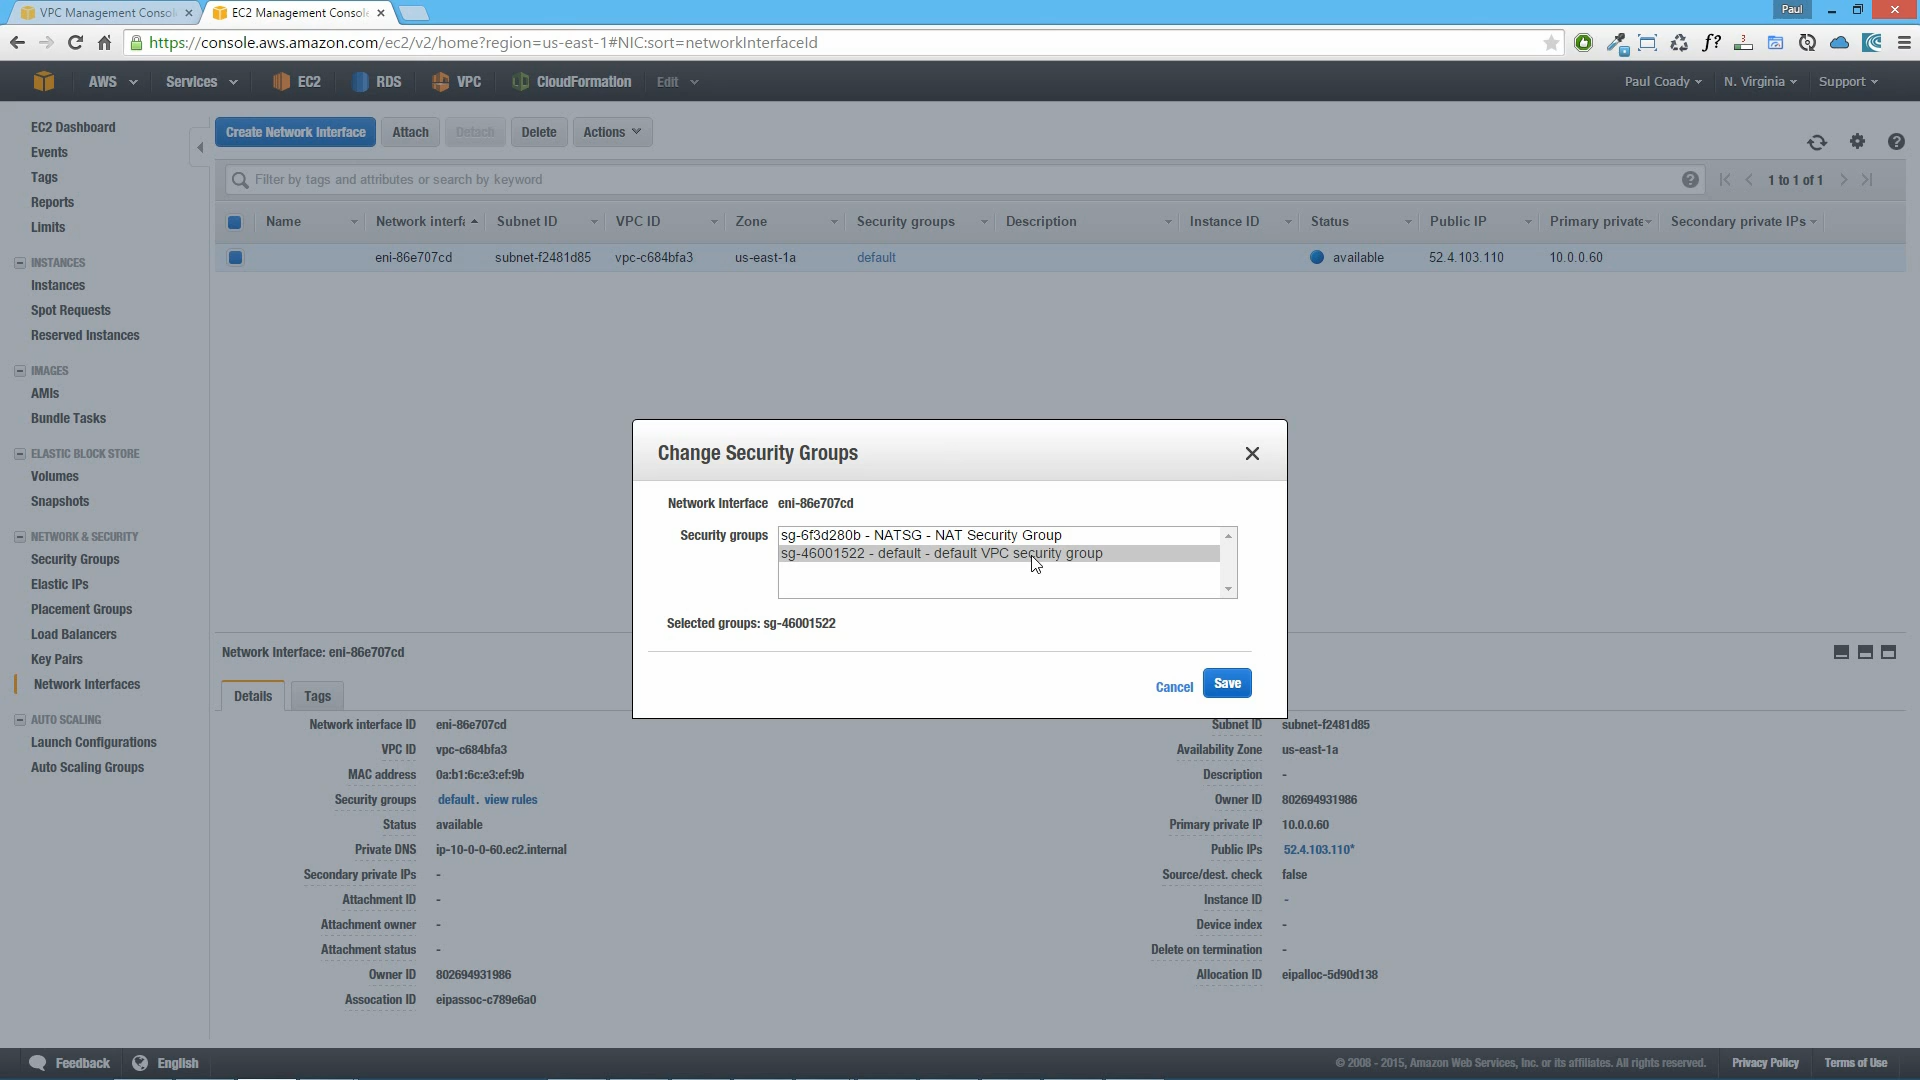 VPC Management Consol
EC2 Management Console
Paul
https://console.aws.amazon.com/ec2/v2/home?region=us-east-1#NIC:sort=networkInterfaceId
f?
3
AWS
Services
EC2
RDS
VPC
CloudFormation
Edit
Paul Coady
N. Virginia
Support
EC2 Dashboard
Events
Tags
Reports
Limits
INSTANCES
Instances
Spot Requests
Reserved Instances
IMAGES
AMIs
Bundle Tasks
ELASTIC BLOCK STORE
Volumes
Snapshots
NETWORK & SECURITY
Security Groups
Elastic IPs
Placement Groups
Load Balancers
Key Pairs
Network Interfaces
AUTO SCALING
Launch Configurations
Auto Scaling Groups
Create Network Interface
Attach
Detach
Delete
Actions
Filter by tags and attributes or search by keyword
1 to 1 of 1
Name Network interfa Subnet ID VPC ID Zone Security groups Description Instance ID Status Public IP Primary private Secondary private IPs
eni-86e707cd subnet-f2481d85 vpc-c684bfa3 us-east-1a default available 52.4.103.110 10.0.0.60
Change Security Groups
Network Interface eni-86e707cd
Security groups
sg-6f3d280b - NATSG - NAT Security Group
sg-46001522 - default - default VPC security group
Selected groups: sg-46001522
Cancel
Save
Network Interface: eni-86e707cd
Details
Tags
Network interface ID eni-86e707cd
VPC ID vpc-c684bfa3
MAC address 0a:b1:6c:e3:ef:9b
Security groups default. view rules
Status available
Private DNS ip-10-0-0-60.ec2.internal
Secondary private IPs -
Attachment ID -
Attachment owner -
Attachment status -
Owner ID 802694931986
Assocation ID eipassoc-c789e6a0
Subnet ID subnet-f2481d85
Availability Zone us-east-1a
Description -
Owner ID 802694931986
Primary private IP 10.0.0.60
Public IPs 52.4.103.110*
Source/dest. check false
Instance ID -
Device index -
Delete on termination -
Allocation ID eipalloc-5d90d138
Feedback
English
© 2008 - 2015, Amazon Web Services, Inc. or its affiliates. All rights reserved.
Privacy Policy
Terms of Use